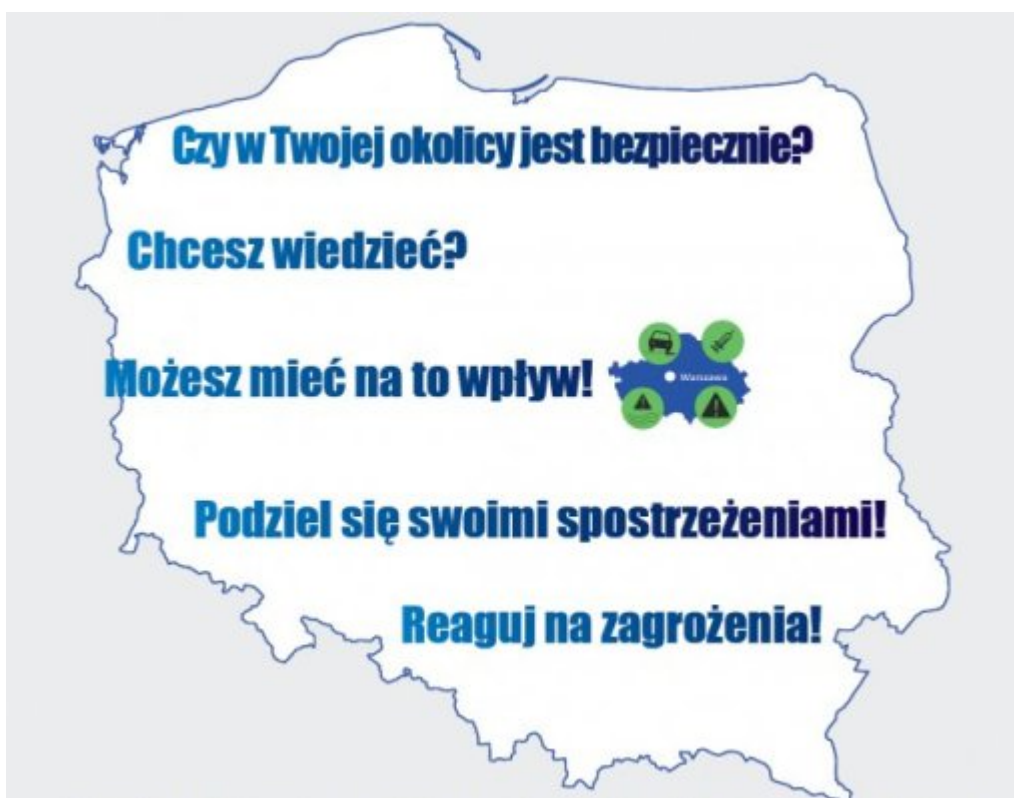 Czy w Twojej okolicy jest bezpiecznie?
Chcesz wiedzieć?
Możesz mieć na to wpływ!
Warszawa
Podziel się swoimi spostrzeżeniami!
Reaguj na zagrożenia!